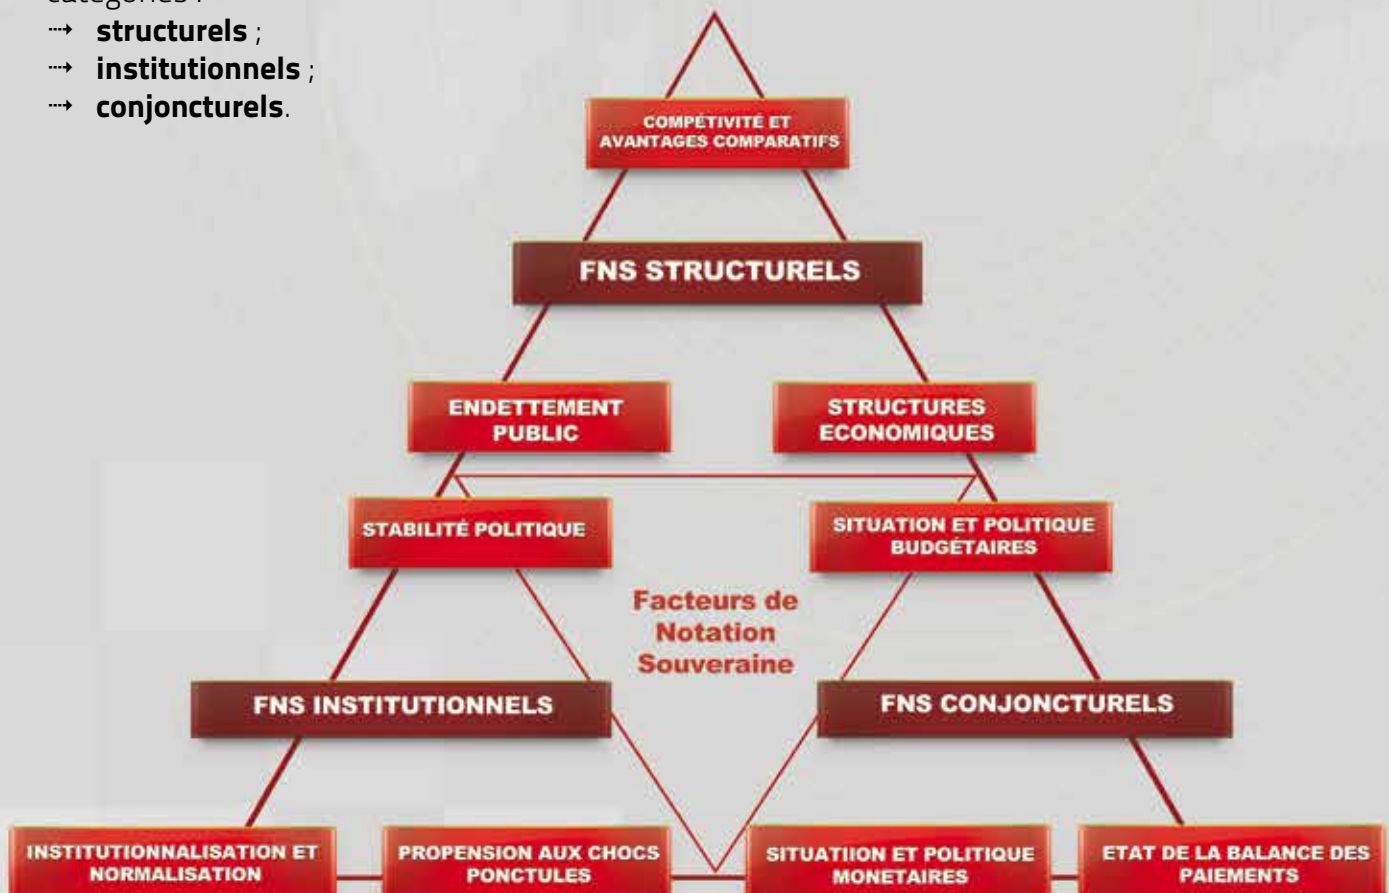 catégories :
⤑ structurels ;
⤑ institutionnels ;
⤑ conjoncturels.
COMPÉTIVITÉ ET
AVANTAGES COMPARATIFS
FNS STRUCTURELS
ENDETTEMENT
PUBLIC
STRUCTURES
ECONOMIQUES
STABILITÉ POLITIQUE
SITUATION ET POLITIQUE
BUDGÉTAIRES
Facteurs de
Notation
Souveraine
FNS INSTITUTIONNELS
FNS CONJONCTURELS
INSTITUTIONNALISATION ET
NORMALISATION
PROPENSION AUX CHOCS
PONCTULES
SITUATIION ET POLITIQUE
MONETAIRES
ETAT DE LA BALANCE DES
PAIEMENTS